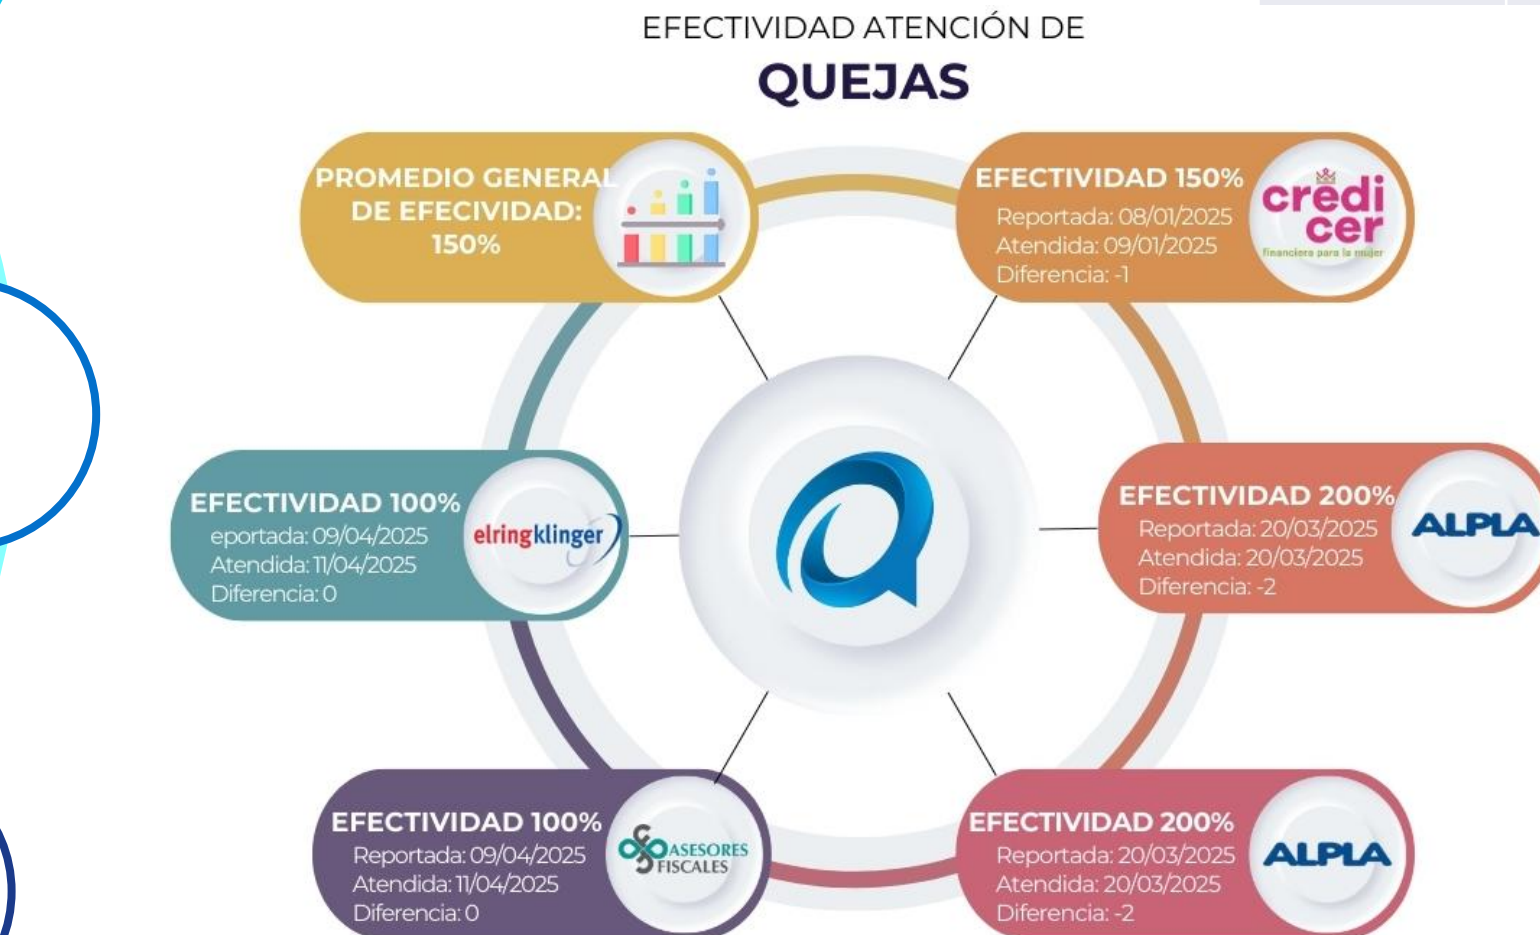 EFECTIVIDAD ATENCIÓN DE
QUEJAS
PROMEDIO GENERAL
DE EFECIVIDAD:
150%
EFECTIVIDAD 150%
Reportada: 08/01/2025
Atendida: 09/01/2025
Diferencia: -1
credi
cer
financiera para la mujer
EFECTIVIDAD 100%
eportada: 09/04/2025
Atendida: 11/04/2025
Diferencia: 0
elringklinger
EFECTIVIDAD 200%
Reportada: 20/03/2025
Atendida: 20/03/2025
Diferencia: -2
ALPLA
EFECTIVIDAD 100%
Reportada: 09/04/2025
Atendida: 11/04/2025
Diferencia: 0
ASESORES
FISCALES
EFECTIVIDAD 200%
Reportada: 20/03/2025
Atendida: 20/03/2025
Diferencia: -2
ALPLA